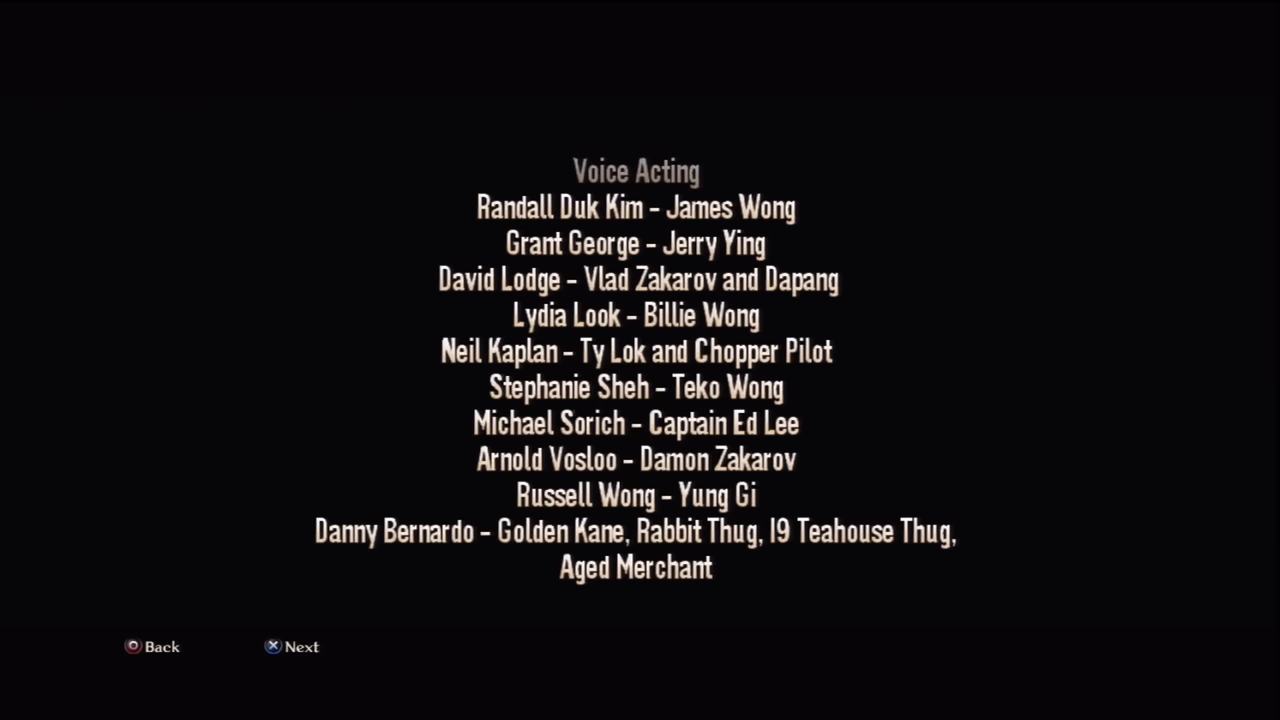 Voice Acting
Randall Duk Kim - James Wong
Grant George - Jerry Ying
David Lodge - Vlad Zakarov and Dapang
Lydia Look - Billie Wong
Neil Kaplan - Ty Lok and Chopper Pilot
Stephanie Sheh - Teko Wong
Michael Sorich - Captain Ed Lee
Arnold Vosloo - Damon Zakarov
Russell Wong - Yung Gi
Danny Bernardo - Golden Kane, Rabbit Thug, 19 Teahouse Thug,
Aged Merchant
Back Next